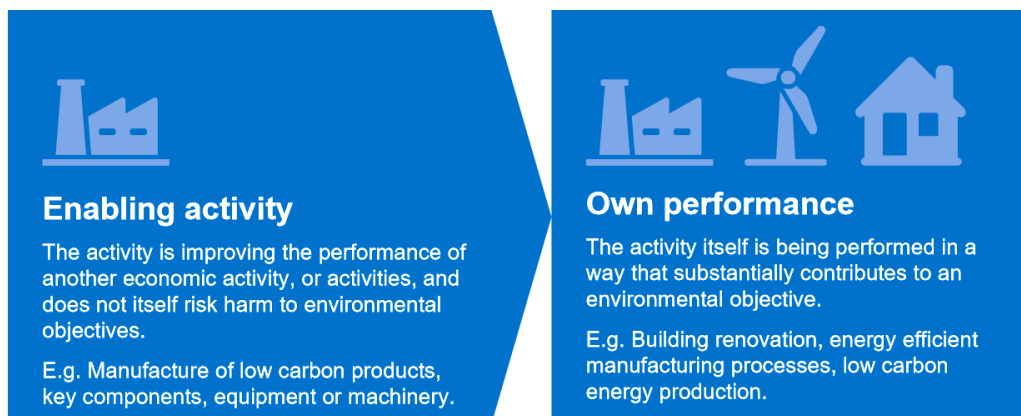 Enabling activity
The activity is improving the performance of
another economic activity, or activities, and
does not itself risk harm to environmental
objectives.
E.g. Manufacture of low carbon products,
key components, equipment or machinery.
Own performance
The activity itself is being performed in a
way that substantially contributes to an
environmental objective.
E.g. Building renovation, energy efficient
manufacturing processes, low carbon
energy production.